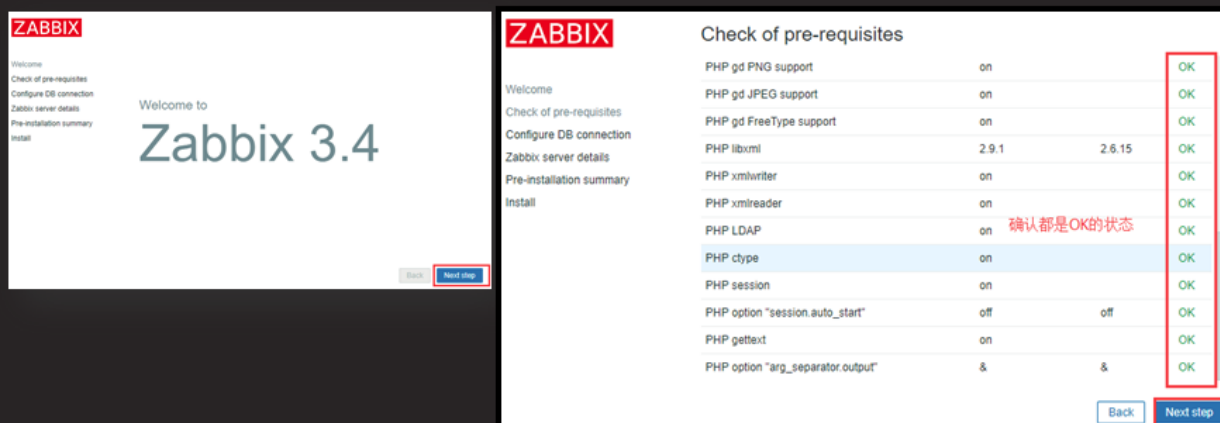 ZABBIX
Welcome
Check of pre-requisites
Configure DB connection
Zabbix server details
Pre-installation summary
Install
Welcome to
Zabbix 3.4
Back
Next step
ZABBIX
Welcome
Check of pre-requisites
Configure DB connection
Zabbix server details
Pre-installation summary
Install
Check of pre-requisites
PHP gd PNG support on OK
PHP gd JPEG support on OK
PHP gd FreeType support on OK
PHP libxml 2.9.1 2.6.15 OK
PHP xmlwriter on OK
PHP xmlreader on OK
PHP LDAP on OK
确认都是OK的状态
PHP ctype on OK
PHP session on OK
PHP option "session.auto_start" off off OK
PHP gettext on OK
PHP option "arg_separator.output" & & OK
Back
Next step